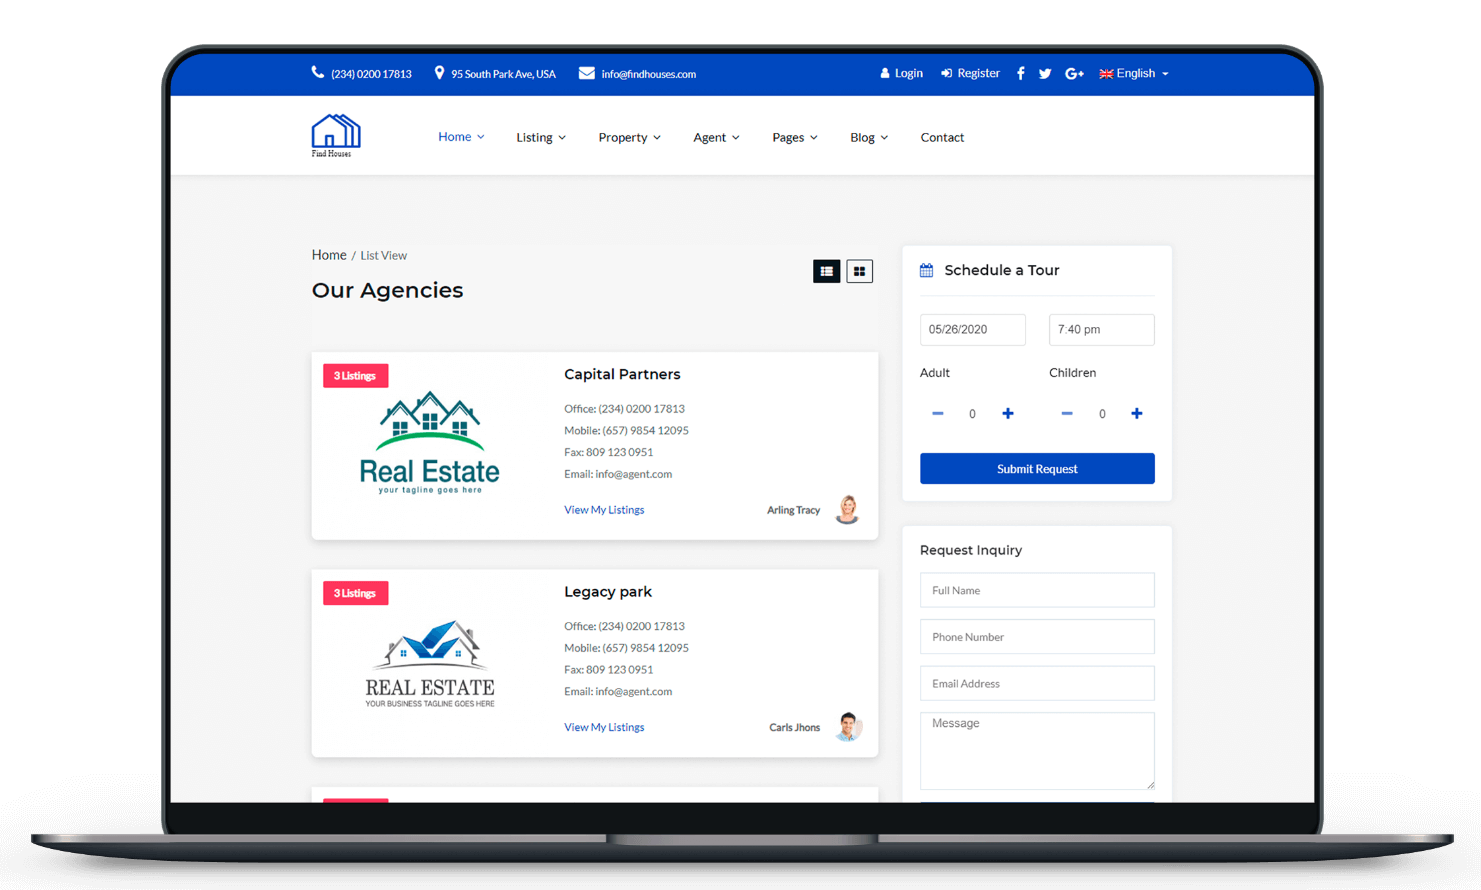 (234) 0200 17813 95 South Park Ave, USA info@findhouses.com Login Register English
Find Houses
Home Listing Property Agent Pages Blog Contact
Home / List View
Our Agencies
3 Listings
Real Estate
your tagline goes here
Capital Partners
Office: (234) 0200 17813
Mobile: (657) 9854 12095
Fax: 809 123 0951
Email: info@agent.com
View My Listings
Arling Tracy
3 Listings
REAL ESTATE
YOUR BUSINESS TAGLINE GOES HERE
Legacy park
Office: (234) 0200 17813
Mobile: (657) 9854 12095
Fax: 809 123 0951
Email: info@agent.com
View My Listings
Carls Jhons
Schedule a Tour
05/26/2020 7:40 pm
Adult Children
0 0
Submit Request
Request Inquiry
Full Name
Phone Number
Email Address
Message